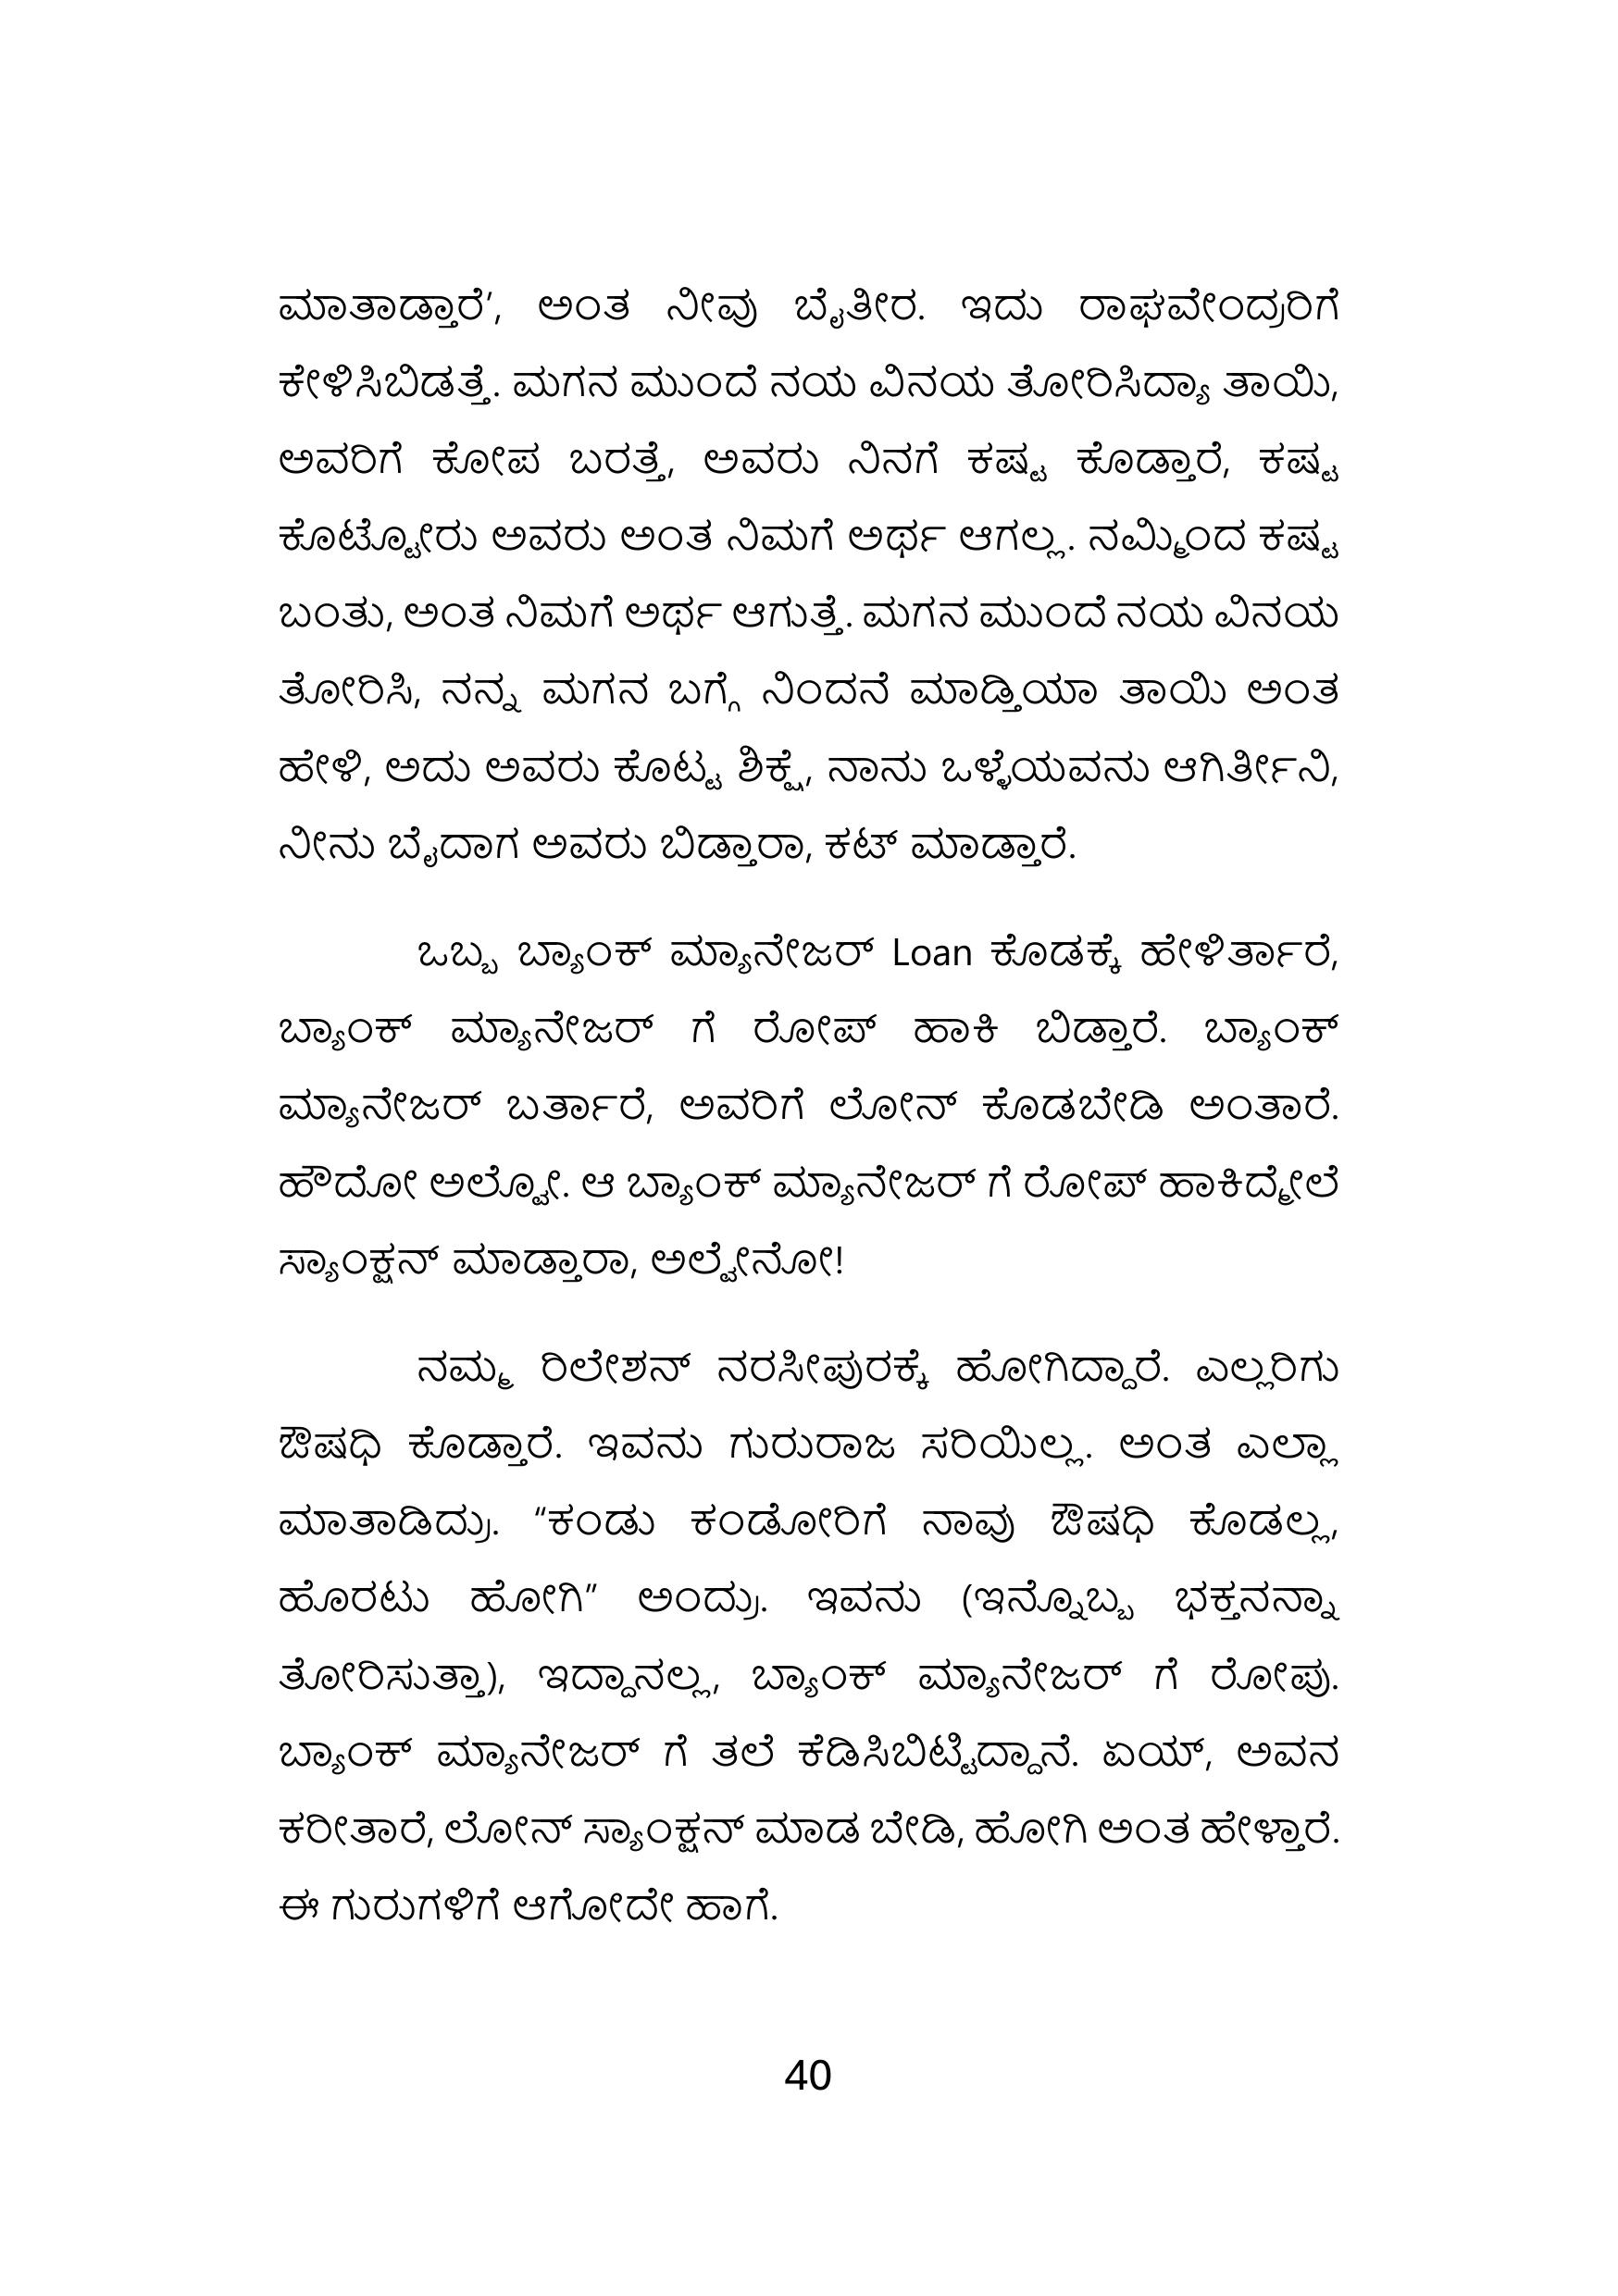 ಮಾತಾಡ್ತಾರೆ’, ಅಂತ ನೀವು ಬೈತೀರ. ಇದು ರಾಘವೇಂದ್ರರಿಗೆ
ಕೇಳಿಸಿಬಿಡತ್ತೆ. ಮಗನ ಮುಂದೆ ನಯ ವಿನಯ ತೋರಿಸಿದ್ಯಾ ತಾಯಿ,
ಅವರಿಗೆ ಕೋಪ ಬರತ್ತೆ, ಅವರು ನಿನಗೆ ಕಷ್ಟ ಕೊಡ್ತಾರೆ, ಕಷ್ಟ
ಕೊಟ್ಟೋರು ಅವರು ಅಂತ ನಿಮಗೆ ಅರ್ಥ ಆಗಲ್ಲ. ನಮ್ಮಿಂದ ಕಷ್ಟ
ಬಂತು, ಅಂತ ನಿಮಗೆ ಅರ್ಥ ಆಗುತ್ತೆ. ಮಗನ ಮುಂದೆ ನಯ ವಿನಯ
ತೋರಿಸಿ, ನನ್ನ ಮಗನ ಬಗ್ಗೆ ನಿಂದನೆ ಮಾಡ್ತಿಯಾ ತಾಯಿ ಅಂತ
ಹೇಳಿ, ಅದು ಅವರು ಕೊಟ್ಟ ಶಿಕ್ಷೆ, ನಾನು ಒಳ್ಳೆಯವನು ಆಗಿರ್ತೀನಿ,
ನೀನು ಬೈದಾಗ ಅವರು ಬಿಡ್ತಾರಾ, ಕಟ್ ಮಾಡ್ತಾರೆ.
ಒಬ್ಬ ಬ್ಯಾಂಕ್ ಮ್ಯಾನೇಜರ್ Loan ಕೊಡಕ್ಕೆ ಹೇಳಿರ್ತಾರೆ,
ಬ್ಯಾಂಕ್ ಮ್ಯಾನೇಜರ್ ಗೆ ರೋಪ್ ಹಾಕಿ ಬಿಡ್ತಾರೆ. ಬ್ಯಾಂಕ್
ಮ್ಯಾನೇಜರ್ ಬರ್ತಾರೆ, ಅವರಿಗೆ ಲೋನ್ ಕೊಡಬೇಡಿ ಅಂತಾರೆ.
ಹೌದೋ ಅಲ್ವೋ. ಆ ಬ್ಯಾಂಕ್ ಮ್ಯಾನೇಜರ್ ಗೆ ರೋಪ್ ಹಾಕಿದ್ಮೇಲೆ
ಸ್ಯಾಂಕ್ಷನ್ ಮಾಡ್ತಾರಾ, ಅಲ್ವೇನೋ!
ನಮ್ಮ ರಿಲೇಶನ್ ನರಸೀಪುರಕ್ಕೆ ಹೋಗಿದ್ದಾರೆ. ಎಲ್ಲರಿಗು
ಔಷಧಿ ಕೊಡ್ತಾರೆ. ಇವನು ಗುರುರಾಜ ಸರಿಯಿಲ್ಲ. ಅಂತ ಎಲ್ಲಾ
ಮಾತಾಡಿದ್ರು. “ಕಂಡು ಕಂಡೋರಿಗೆ ನಾವು ಔಷಧಿ ಕೊಡಲ್ಲ,
ಹೊರಟು ಹೋಗಿ” ಅಂದ್ರು. ಇವನು (ಇನ್ನೊಬ್ಬ ಭಕ್ತನನ್ನಾ
ತೋರಿಸುತ್ತಾ), ಇದ್ದಾನಲ್ಲ, ಬ್ಯಾಂಕ್ ಮ್ಯಾನೇಜರ್ ಗೆ ರೋಪು.
ಬ್ಯಾಂಕ್ ಮ್ಯಾನೇಜರ್ ಗೆ ತಲೆ ಕೆಡಿಸಿಬಿಟ್ಟಿದ್ದಾನೆ. ಏಯ್, ಅವನ
ಕರೀತಾರೆ, ಲೋನ್ ಸ್ಯಾಂಕ್ಷನ್ ಮಾಡ ಬೇಡಿ, ಹೋಗಿ ಅಂತ ಹೇಳ್ತಾರೆ.
ಈ ಗುರುಗಳಿಗೆ ಆಗೋದೇ ಹಾಗೆ.
40